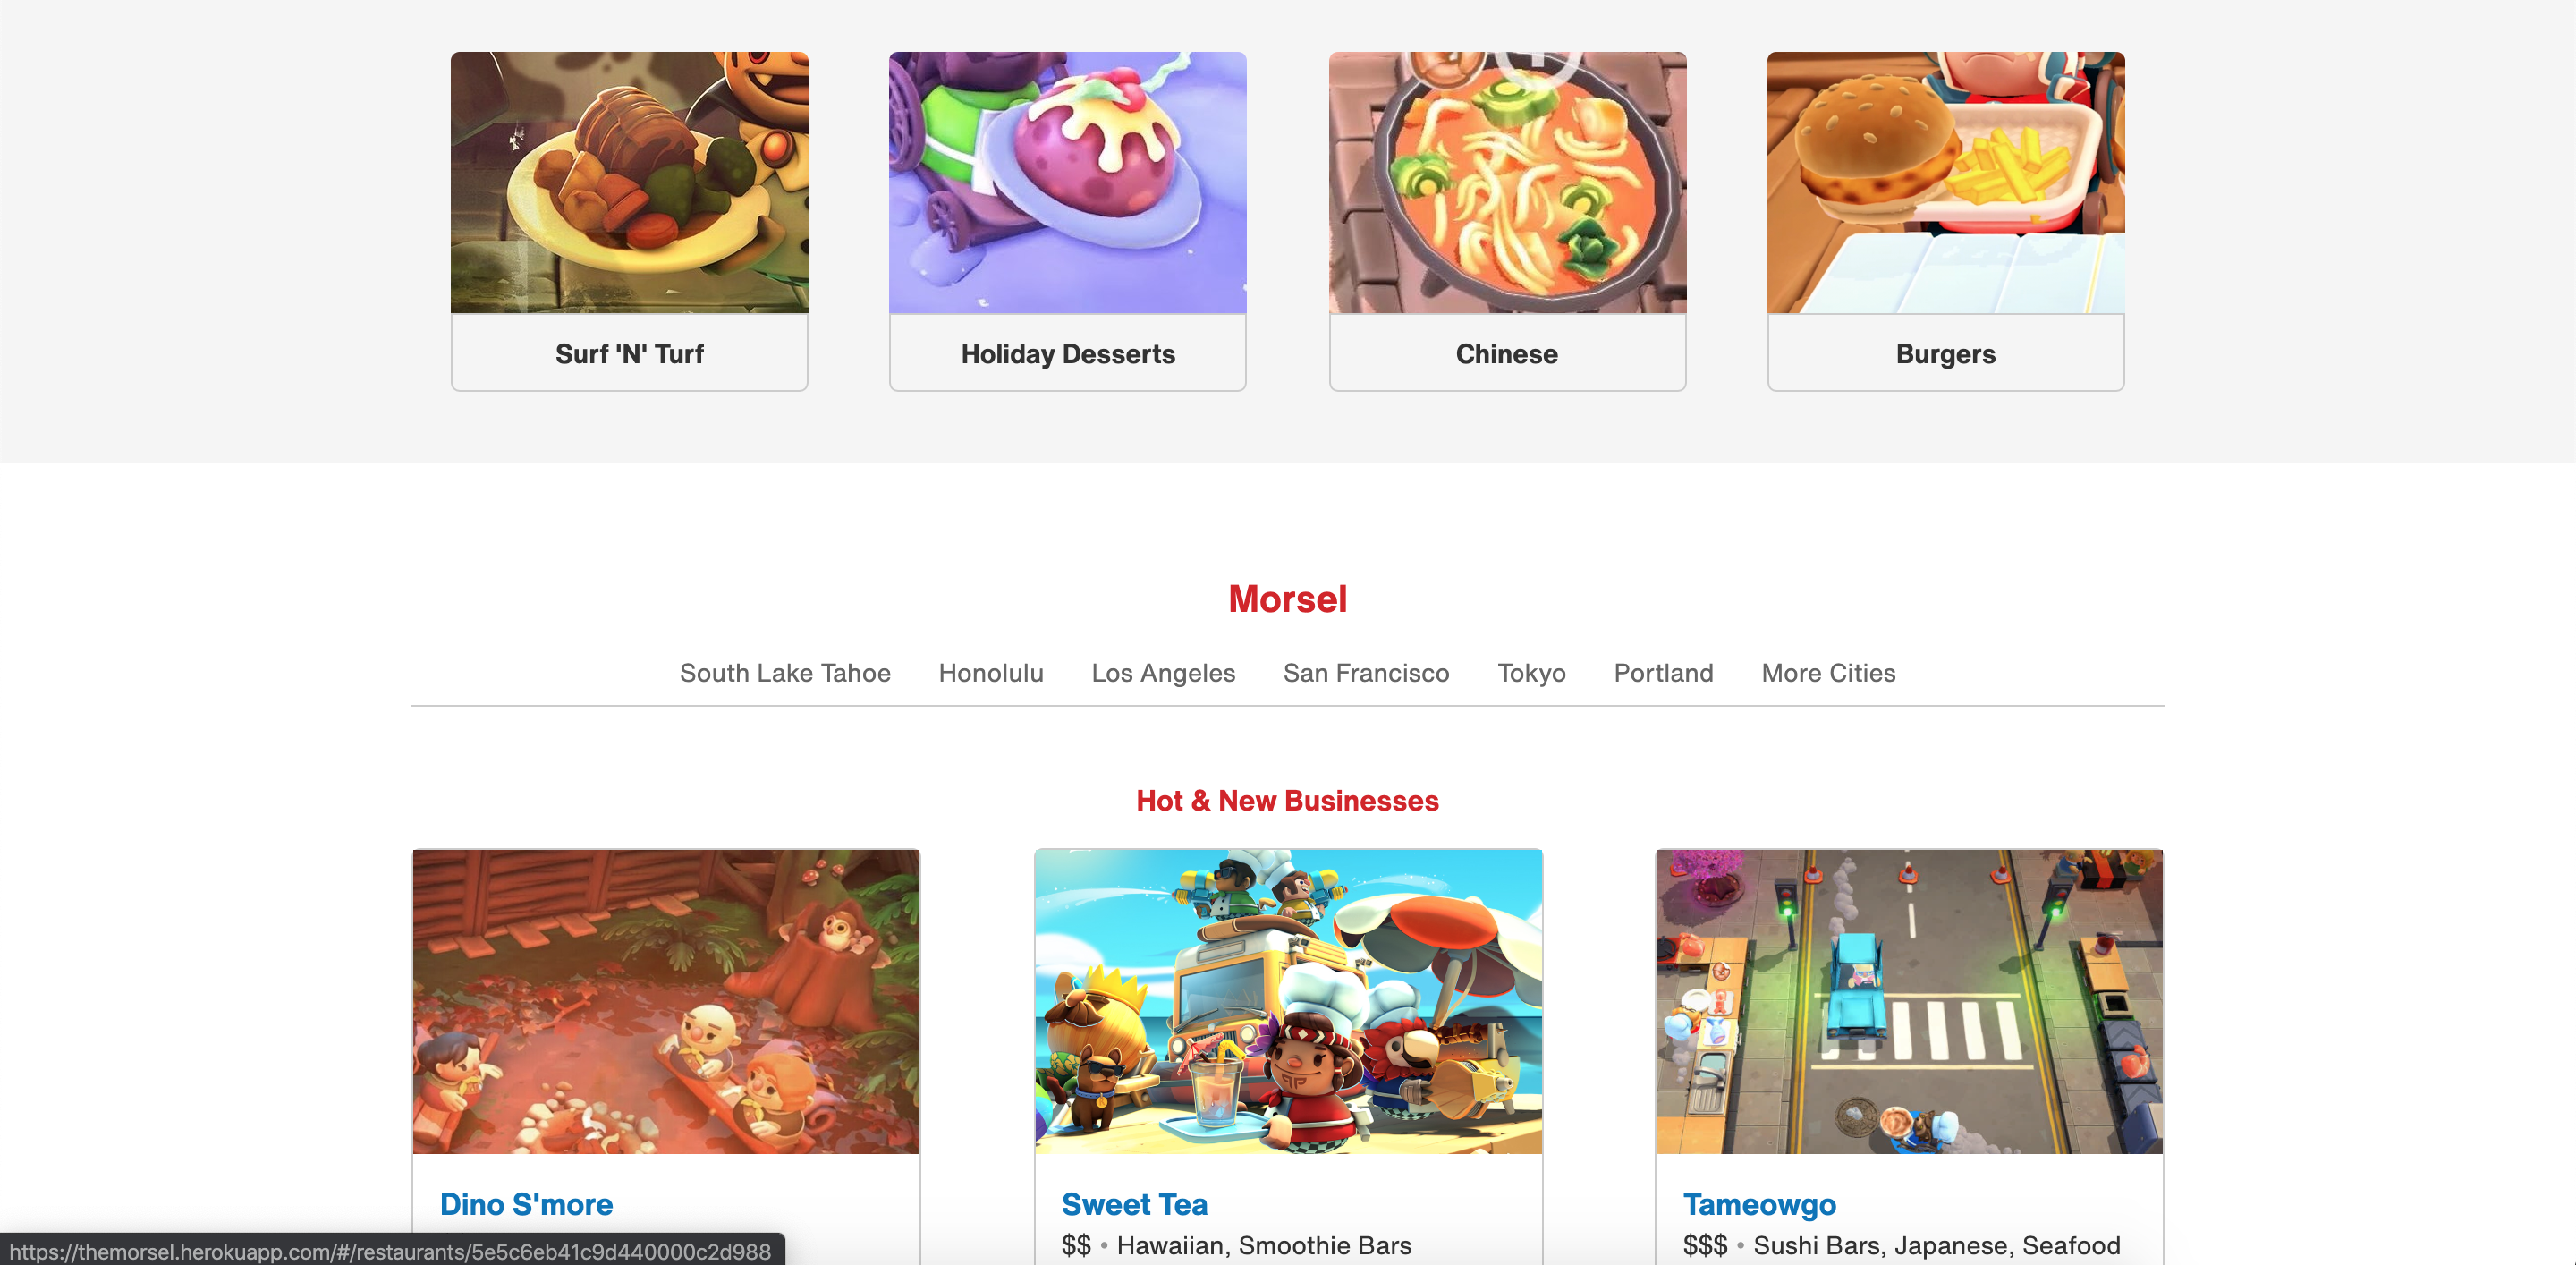 Surf 'N' Turf
Holiday Desserts
Chinese
Burgers
Morsel
South Lake Tahoe Honolulu Los Angeles San Francisco Tokyo Portland More Cities
Hot & New Businesses
Dino S'more
Sweet Tea
Tameowgo
$$ • Hawaiian, Smoothie Bars
$$$ • Sushi Bars, Japanese, Seafood
https://themorsel.herokuapp.com/#/restaurants/5e5c6eb41c9d440000c2d988